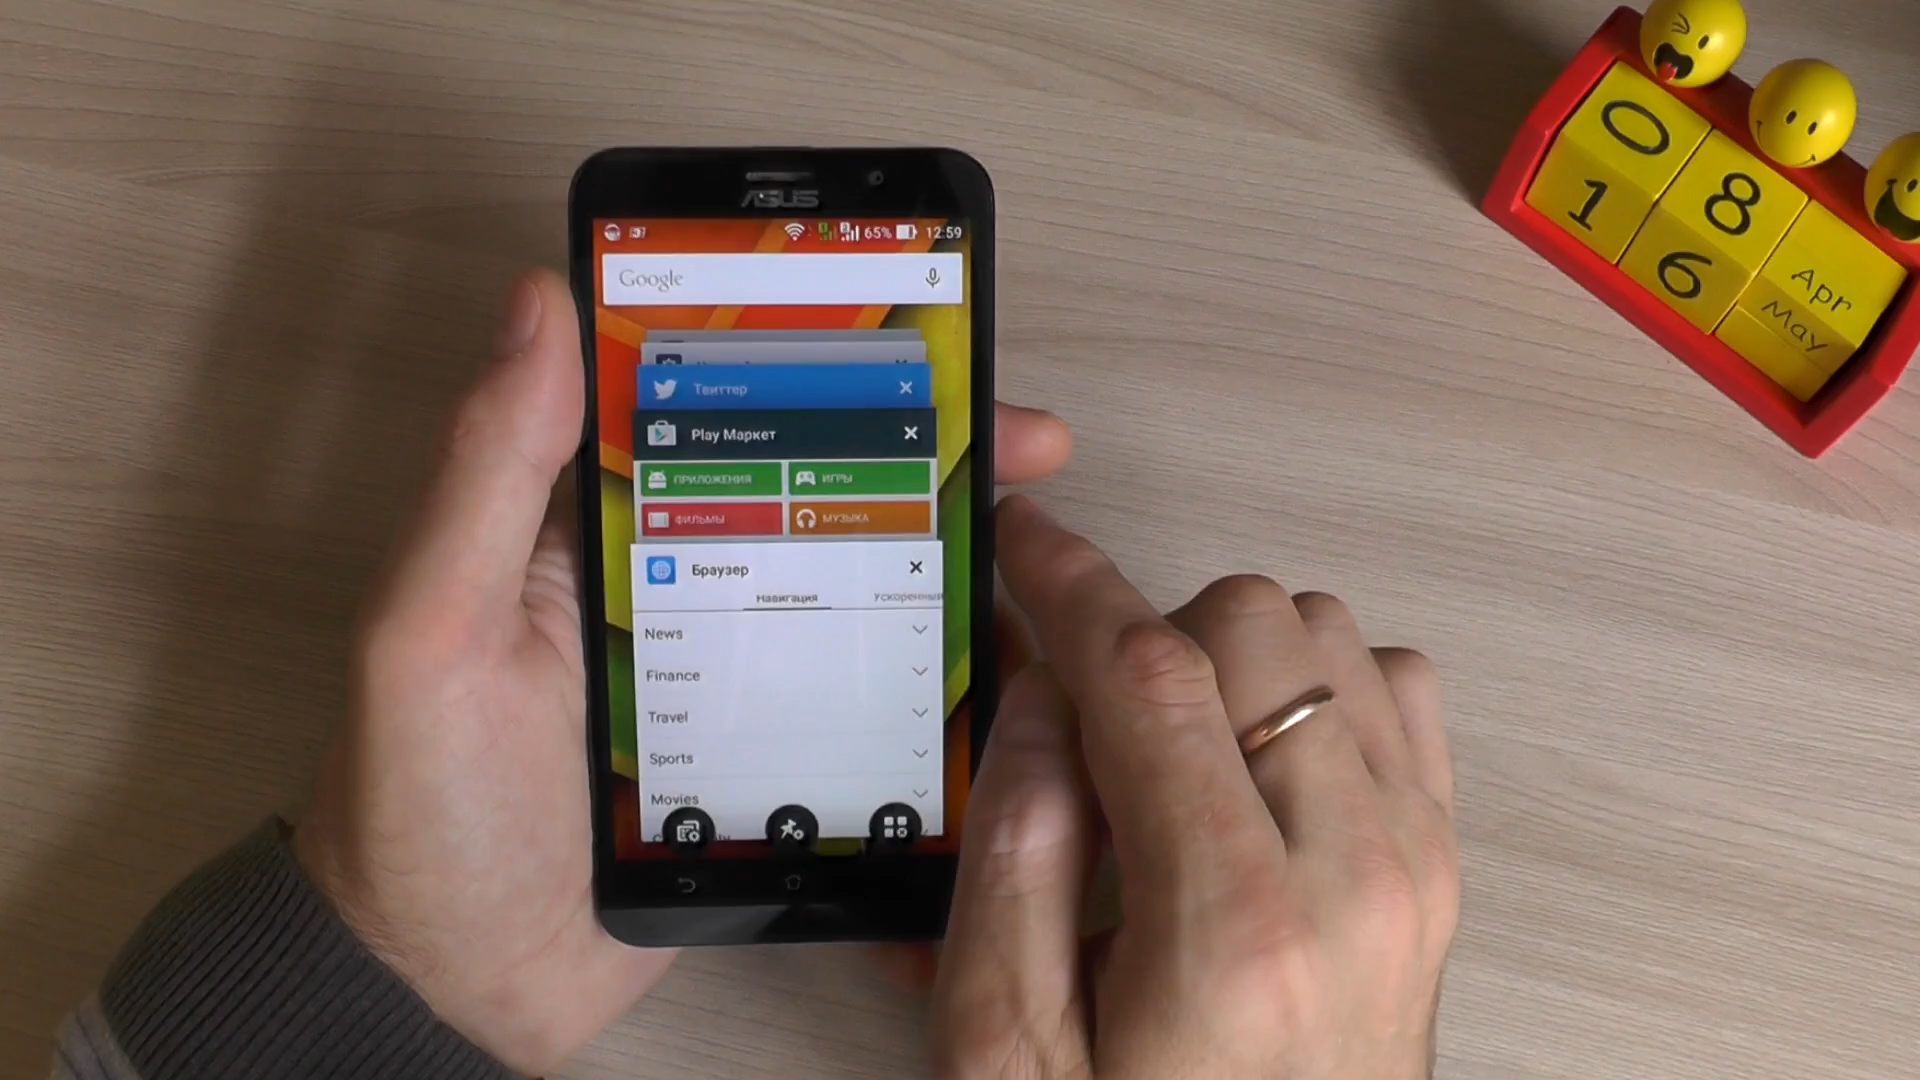 ASUS
65% 12:59
Google
Твиттер
Play Маркет
ПРИЛОЖЕНИЯ
ИГРЫ
ФИЛЬМЫ
МУЗЫКА
Браузер
Навигация
Ускоренный
News
Finance
Travel
Sports
Movies
0 8
1 6
Apr
May